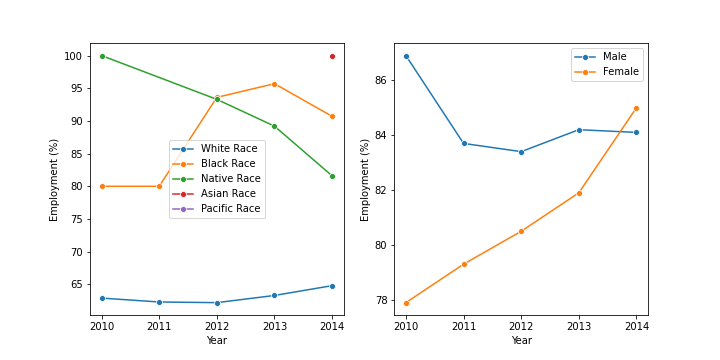 100
95
90
85
80
75
70
65
Employment (%)
2010 2011 2012 2013 2014
Year
White Race
Black Race
Native Race
Asian Race
Pacific Race
86
84
82
80
78
Employment (%)
2010 2011 2012 2013 2014
Year
Male
Female